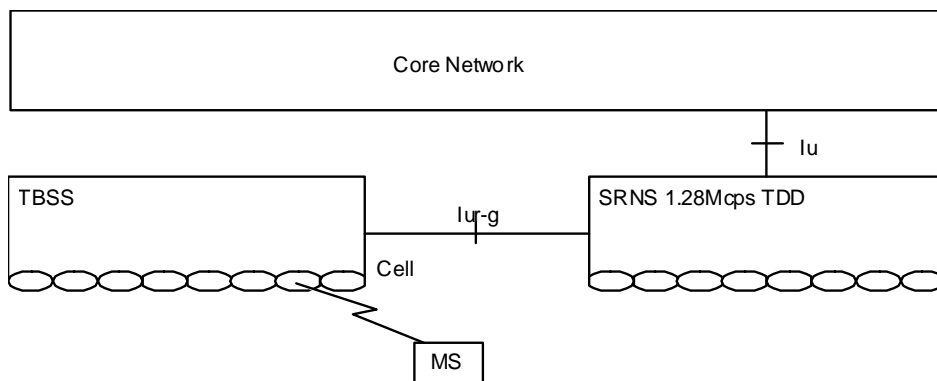 Core Network
Iu
TBSS
SRNS 1.28Mcps TDD
Iur-g
Cell
MS